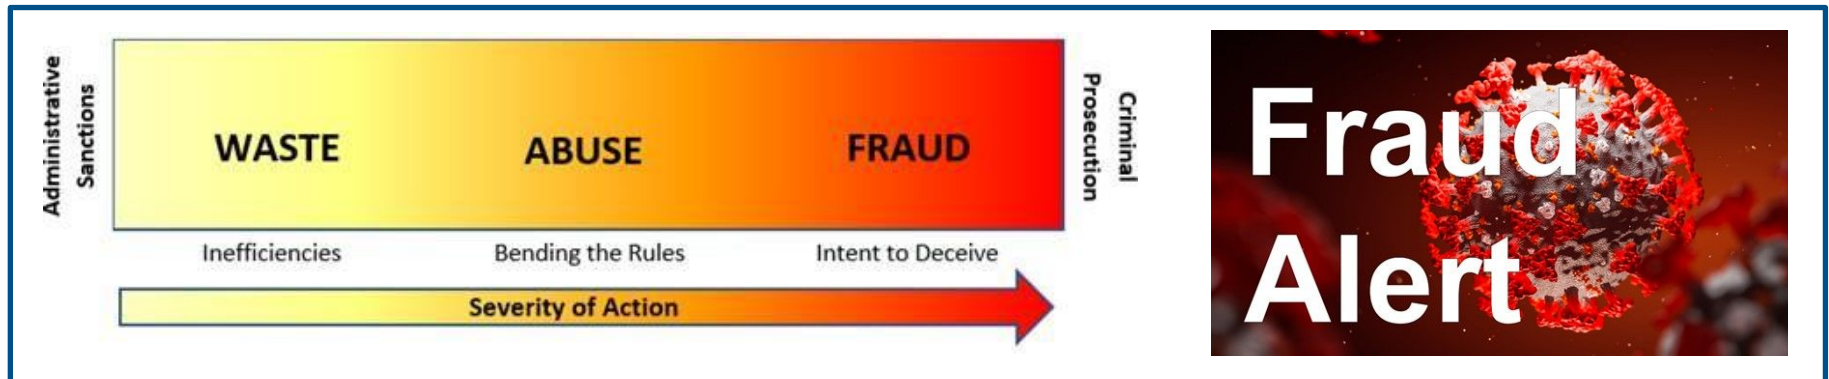 Administrative
Sanctions
WASTE
ABUSE
FRAUD
Criminal
Prosecution
Inefficiencies
Bending the Rules
Intent to Deceive
Severity of Action
Fraud
Alert